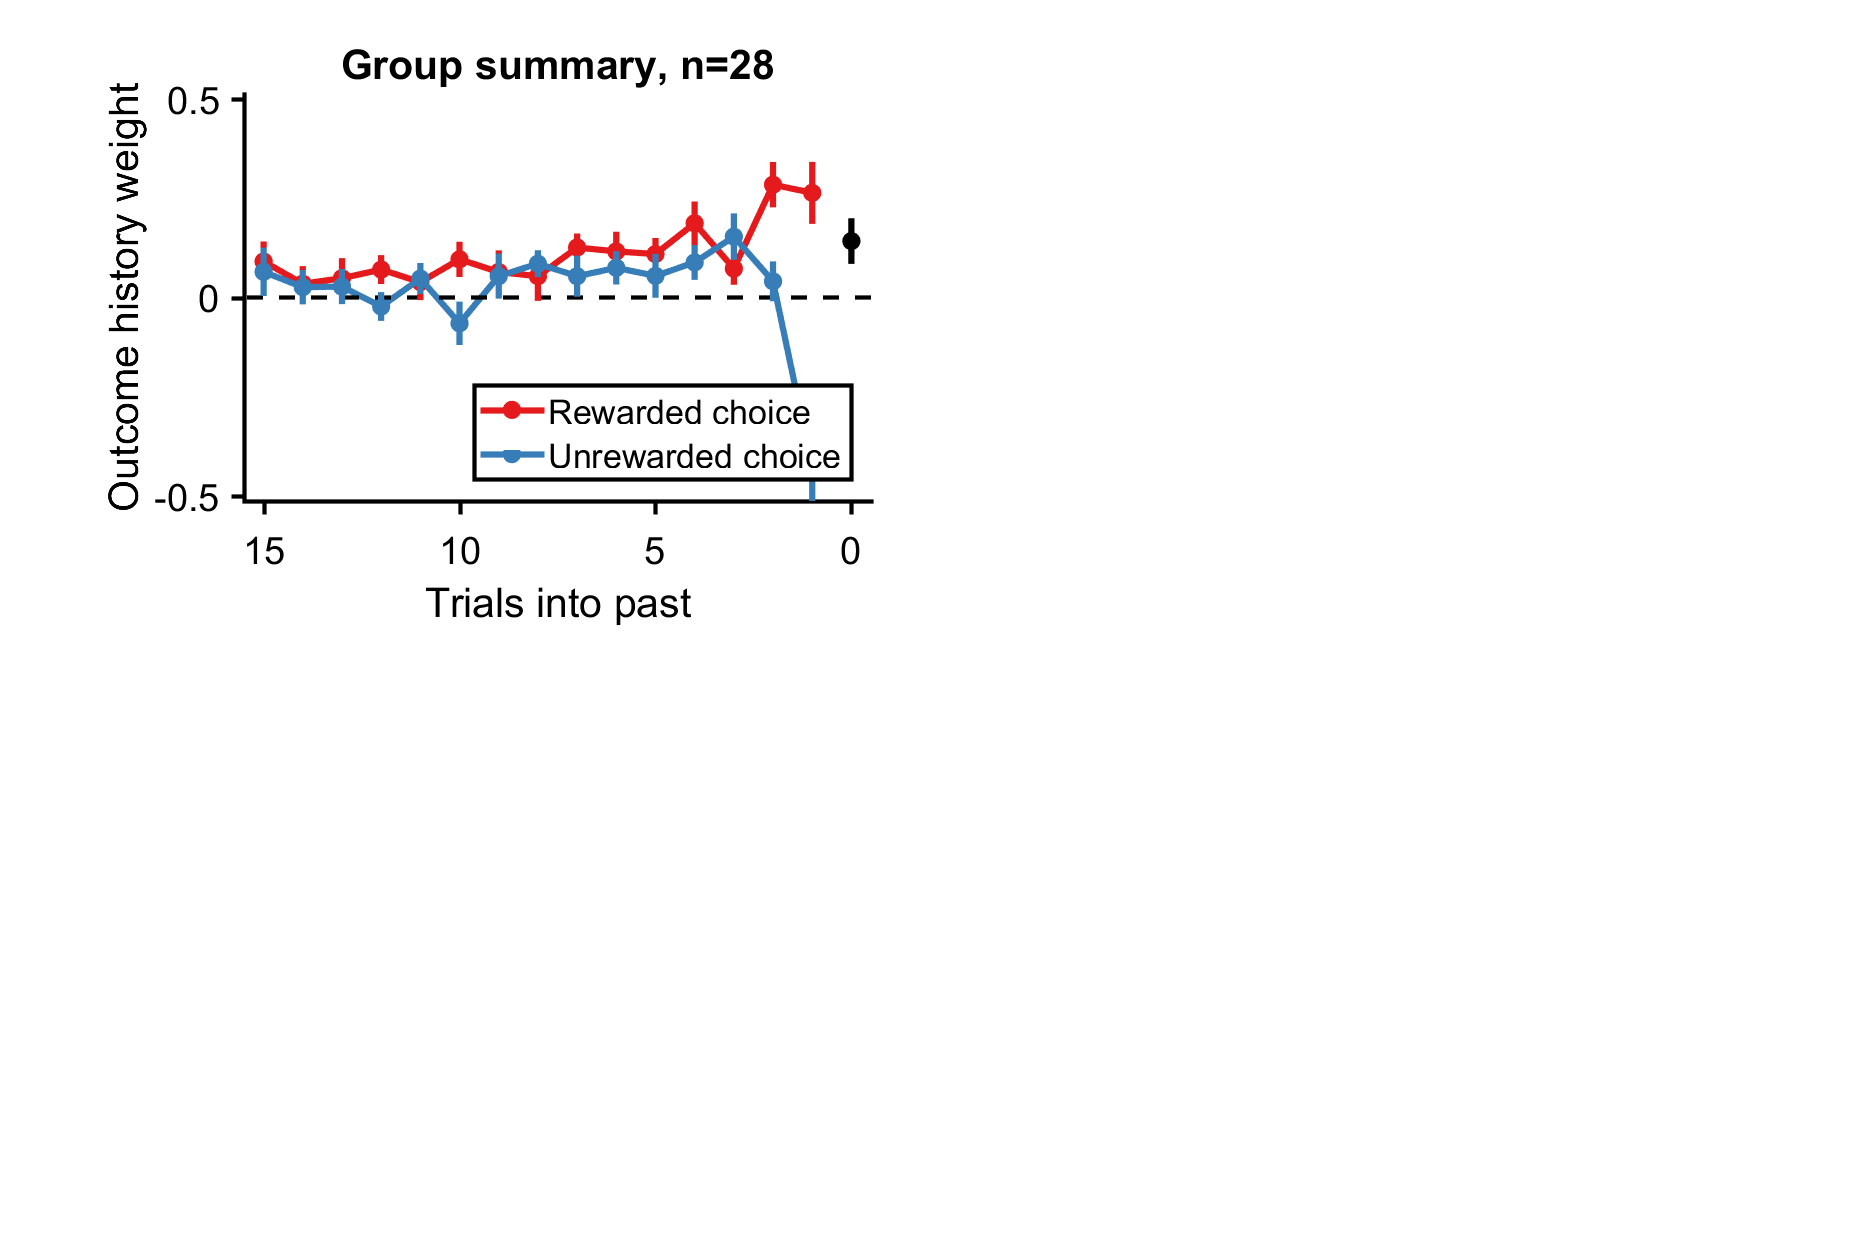 Group summary, n=28
Outcome history weight
0.5
0
-0.5
Rewarded choice
Unrewarded choice
15 10 5 0
Trials into past